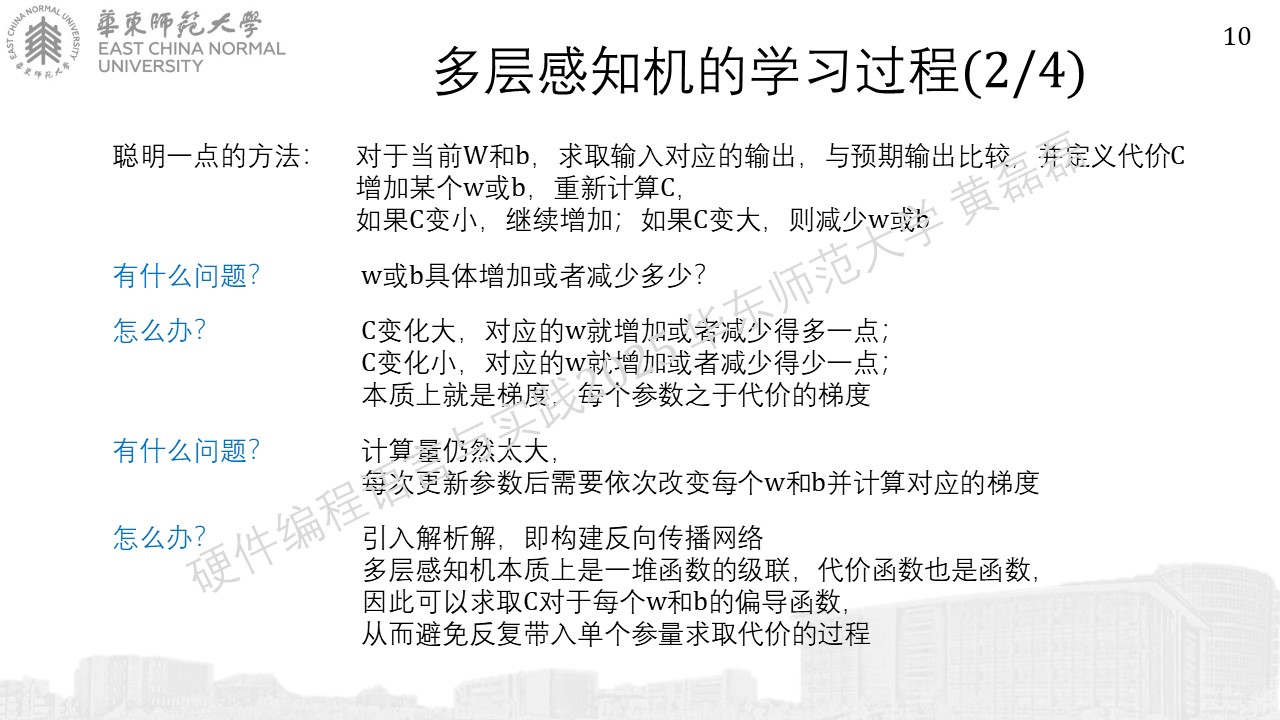 華東師范大學
EAST CHINA NORMAL
UNIVERSITY
10
多层感知机的学习过程(2/4)
聪明一点的方法： 对于当前W和b，求取输入对应的输出，与预期输出比较，并定义代价C
增加某个w或b，重新计算C，
如果C变小，继续增加；如果C变大，则减少w或b
有什么问题？ w或b具体增加或者减少多少？
怎么办？ C变化大，对应的w就增加或者减少得多一点；
C变化小，对应的w就增加或者减少得少一点；
本质上就是梯度，每个参数之于代价的梯度
有什么问题？ 计算量仍然太大，
每次更新参数后需要依次改变每个w和b并计算对应的梯度
怎么办？ 引入解析解，即构建反向传播网络
多层感知机本质上是一堆函数的级联，代价函数也是函数，
因此可以求取C对于每个w和b的偏导函数，
从而避免反复带入单个参量求取代价的过程
硬件编程语言与实践2025 华东师范大学 黄磊磊
EAST CHINA NORMAL UNIVERSITY
華東師范大學